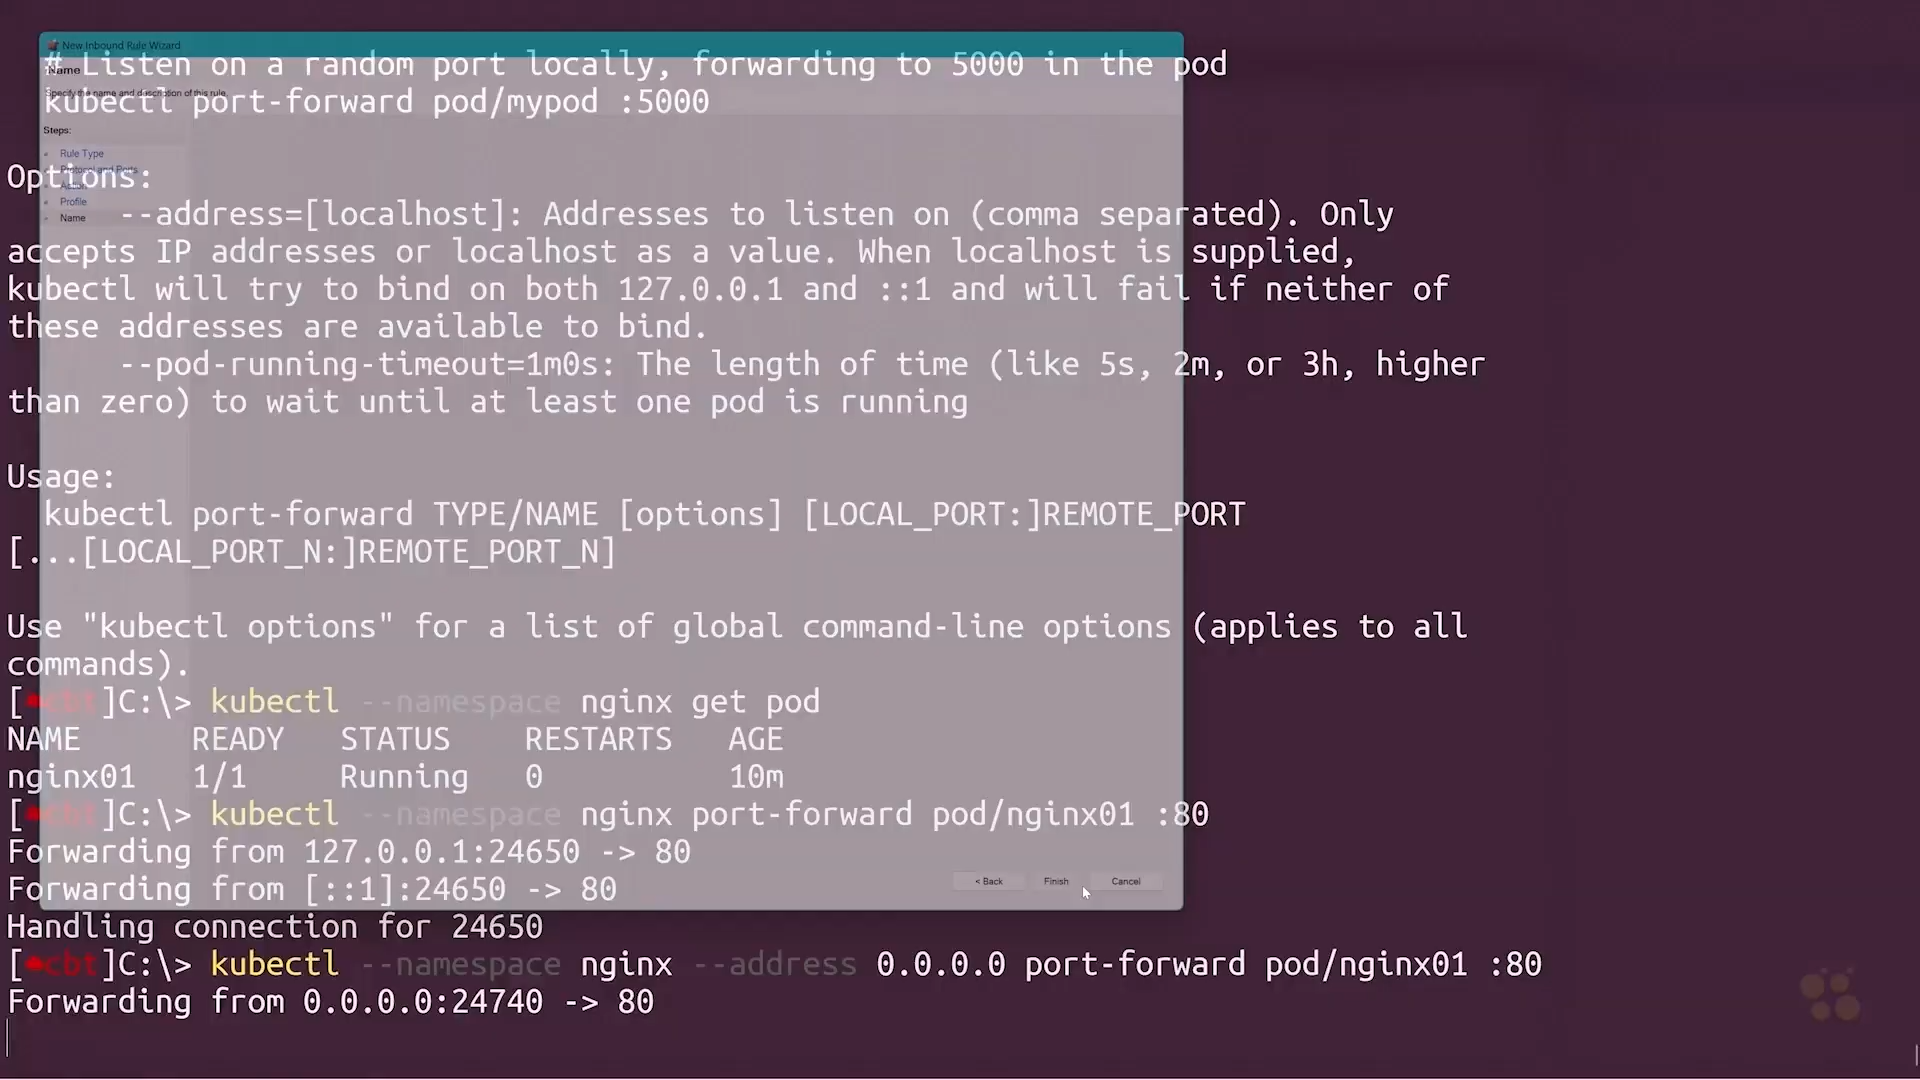 New Inbound Rule Wizard
# Listen on a random port locally, forwarding to 5000 in the pod
Name
Specify the name and description of this rule.
kubectl port-forward pod/mypod :5000
Steps:
Rule Type
Protocol and Ports
Options:
Action
Profile
Name
--address=[localhost]: Addresses to listen on (comma separated). Only
accepts IP addresses or localhost as a value. When localhost is supplied,
kubectl will try to bind on both 127.0.0.1 and ::1 and will fail if neither of
these addresses are available to bind.
--pod-running-timeout=1m0s: The length of time (like 5s, 2m, or 3h, higher
than zero) to wait until at least one pod is running
Usage:
kubectl port-forward TYPE/NAME [options] [LOCAL_PORT:]REMOTE_PORT
[...[LOCAL_PORT_N:]REMOTE_PORT_N]
Use "kubectl options" for a list of global command-line options (applies to all
commands).
[cbt]C:\> kubectl --namespace nginx get pod
NAME READY STATUS RESTARTS AGE
nginx01 1/1 Running 0 10m
[cbt]C:\> kubectl --namespace nginx port-forward pod/nginx01 :80
Forwarding from 127.0.0.1:24650 -> 80
Forwarding from [::1]:24650 -> 80
< Back Finish Cancel
Handling connection for 24650
[cbt]C:\> kubectl --namespace nginx --address 0.0.0.0 port-forward pod/nginx01 :80
Forwarding from 0.0.0.0:24740 -> 80